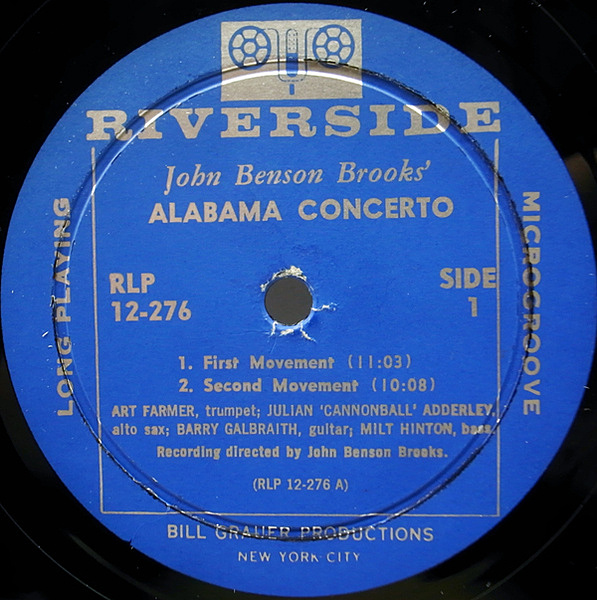 RIVERSIDE
John Benson Brooks'
ALABAMA CONCERTO
LONG PLAYING
MICROGROOVE
RLP
12-276
SIDE
1
1. First Movement (11:03)
2. Second Movement (10:08)
ART FARMER, trumpet; JULIAN 'CANNONBALL' ADDERLEY,
alto sax; BARRY GALBRAITH, guitar; MILT HINTON, bass.
Recording directed by John Benson Brooks.
(RLP 12-276 A)
BILL GRAUER PRODUCTIONS
NEW YORK CITY